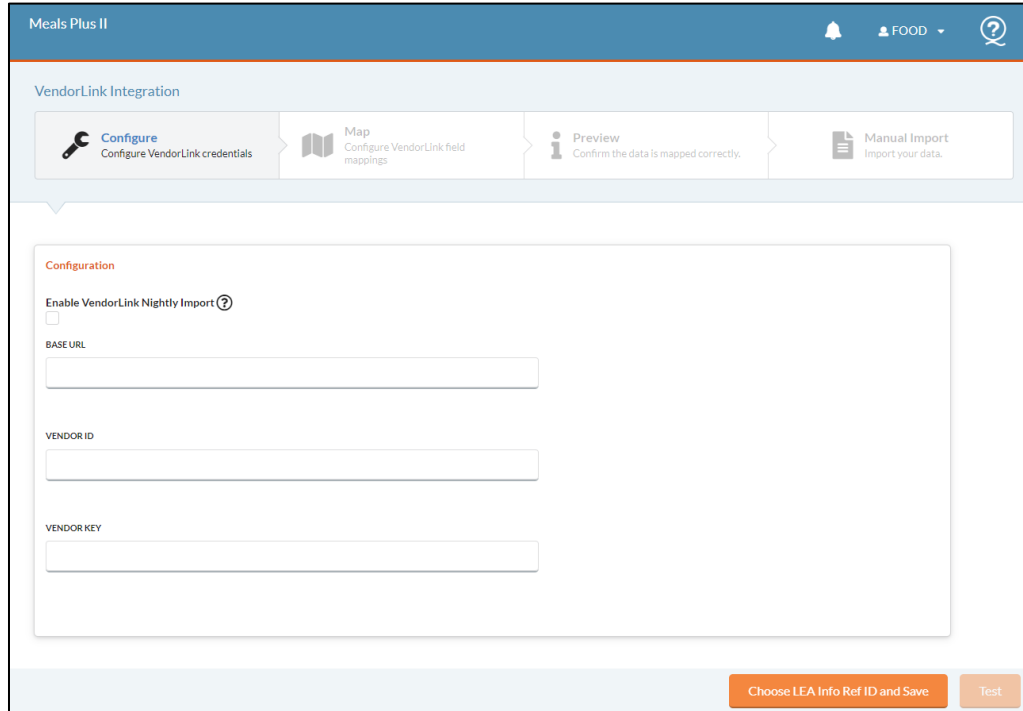 Meals Plus II
FOOD
?
VendorLink Integration
Configure
Configure VendorLink credentials
Map
Configure VendorLink field
mappings
Preview
Confirm the data is mapped correctly.
Manual Import
Import your data.
Configuration
Enable VendorLink Nightly Import ?
BASE URL
VENDOR ID
VENDOR KEY
Choose LEA Info Ref ID and Save
Test